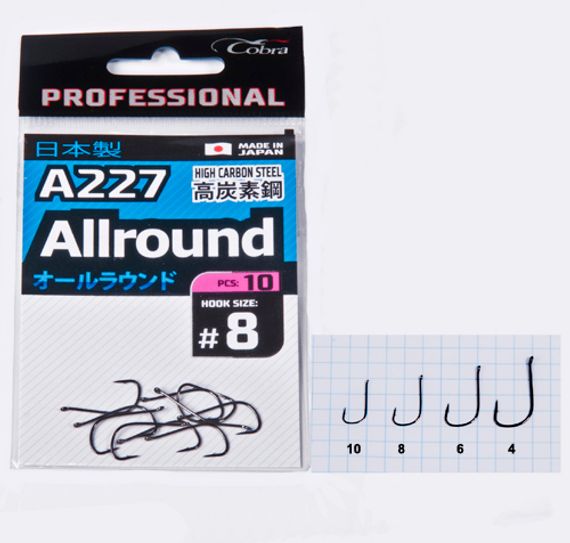 Cobra
PROFESSIONAL
日本製
MADE IN
JAPAN
A227
HIGH CARBON STEEL
高炭素鋼
Allround
オールラウンド
PCS: 10
HOOK SIZE:
#8
10 8 6 4